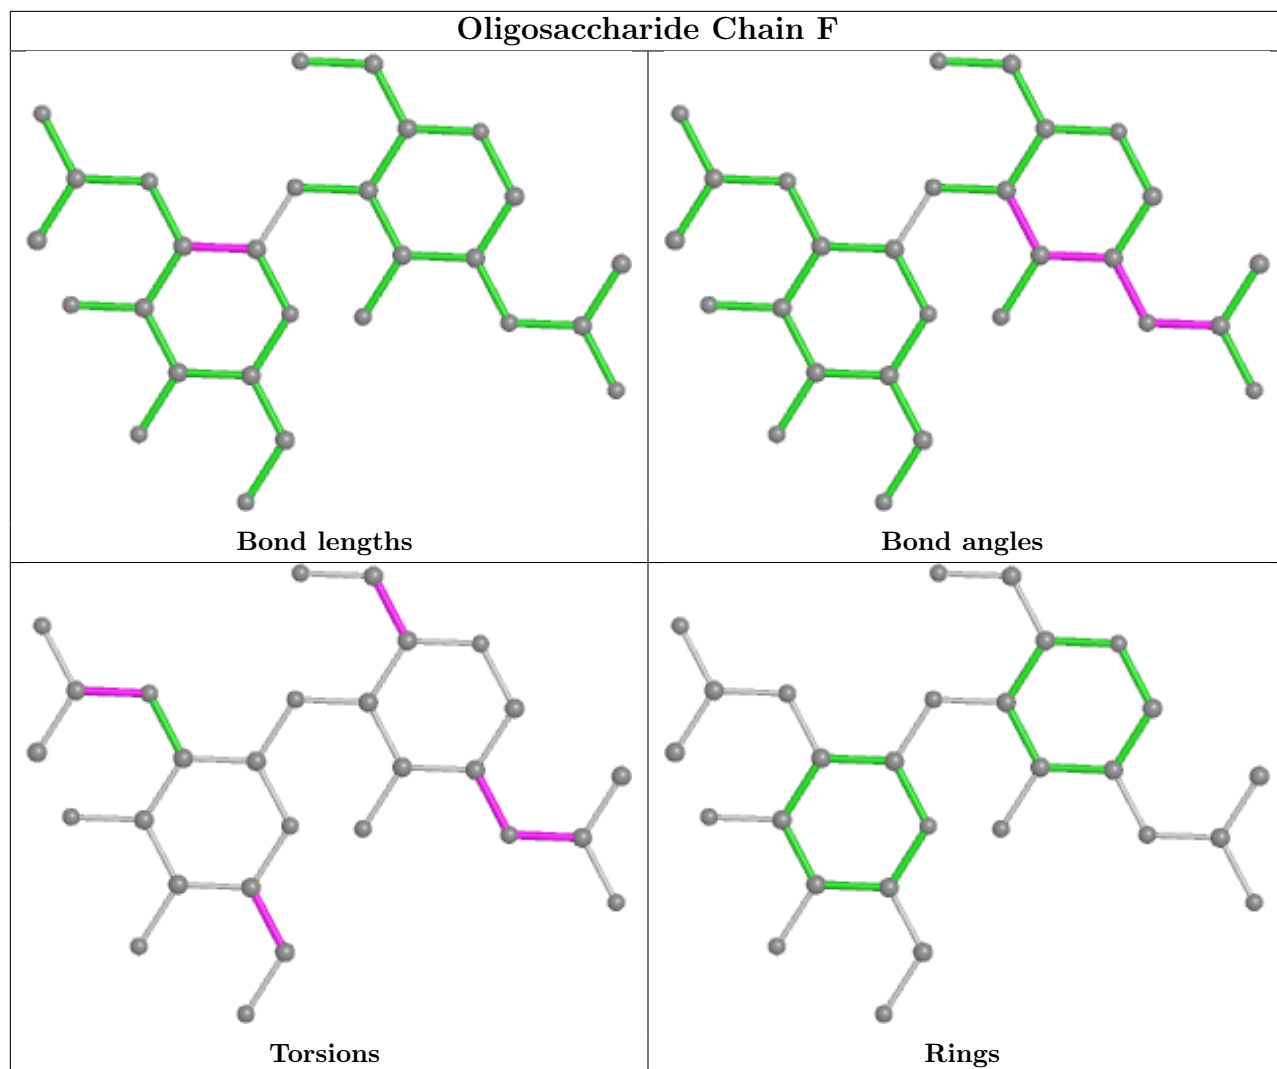 Oligosaccharide Chain F
Bond lengths
Bond angles
Torsions
Rings